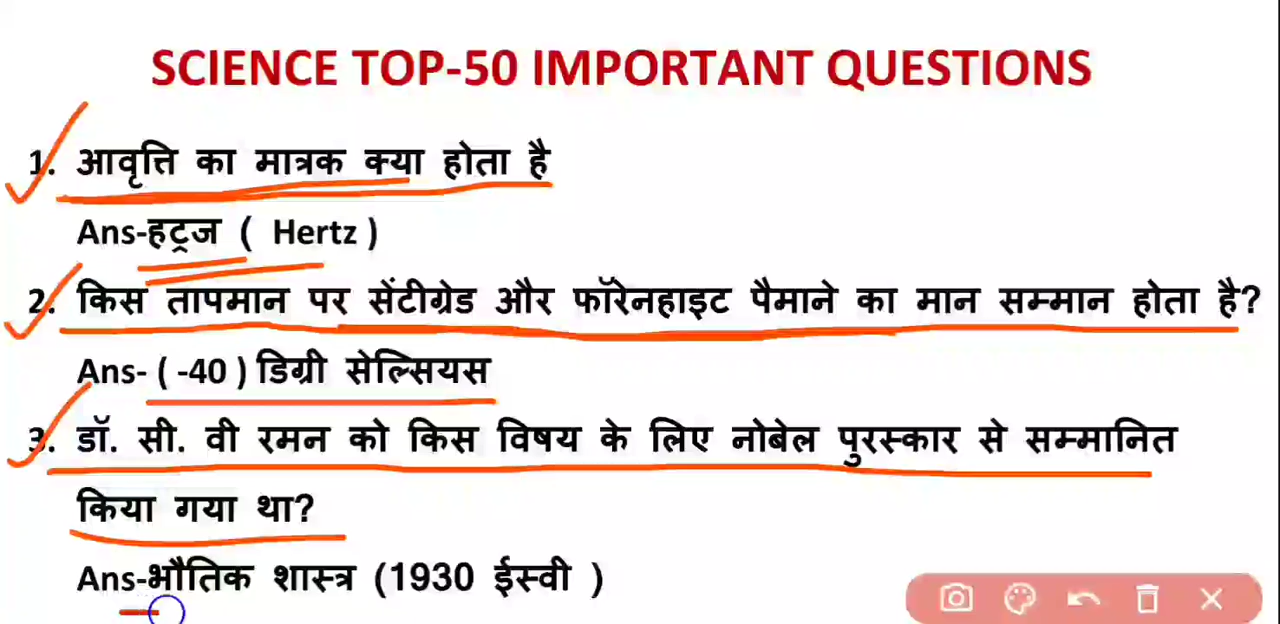 SCIENCE TOP-50 IMPORTANT QUESTIONS
1. आवृत्ति का मात्रक क्या होता है
Ans-हट्रज ( Hertz )
2. किस तापमान पर सेंटीग्रेड और फॉरेनहाइट पैमाने का मान सम्मान होता है?
Ans- ( -40 ) डिग्री सेल्सियस
3. डॉ. सी. वी रमन को किस विषय के लिए नोबेल पुरस्कार से सम्मानित
किया गया था?
Ans-भौतिक शास्त्र (1930 ईस्वी )